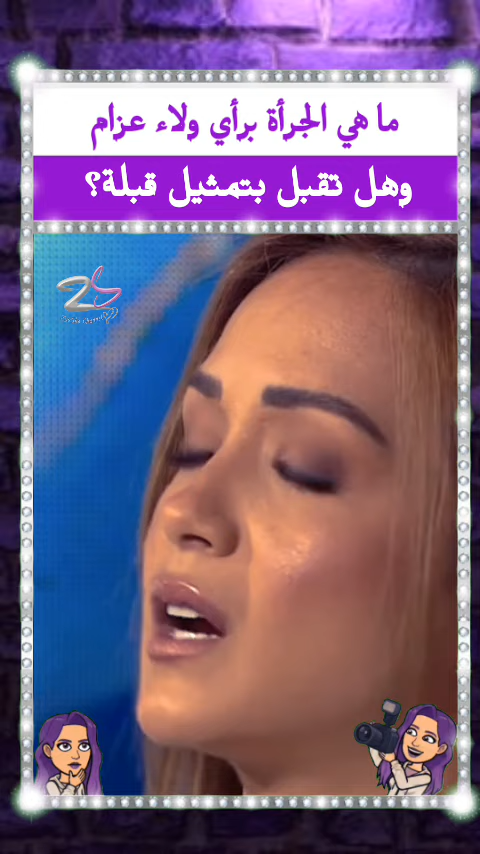 ما هي الجرأة برأي ولاء عزام
وهل تقبل بتمثيل قبلة؟